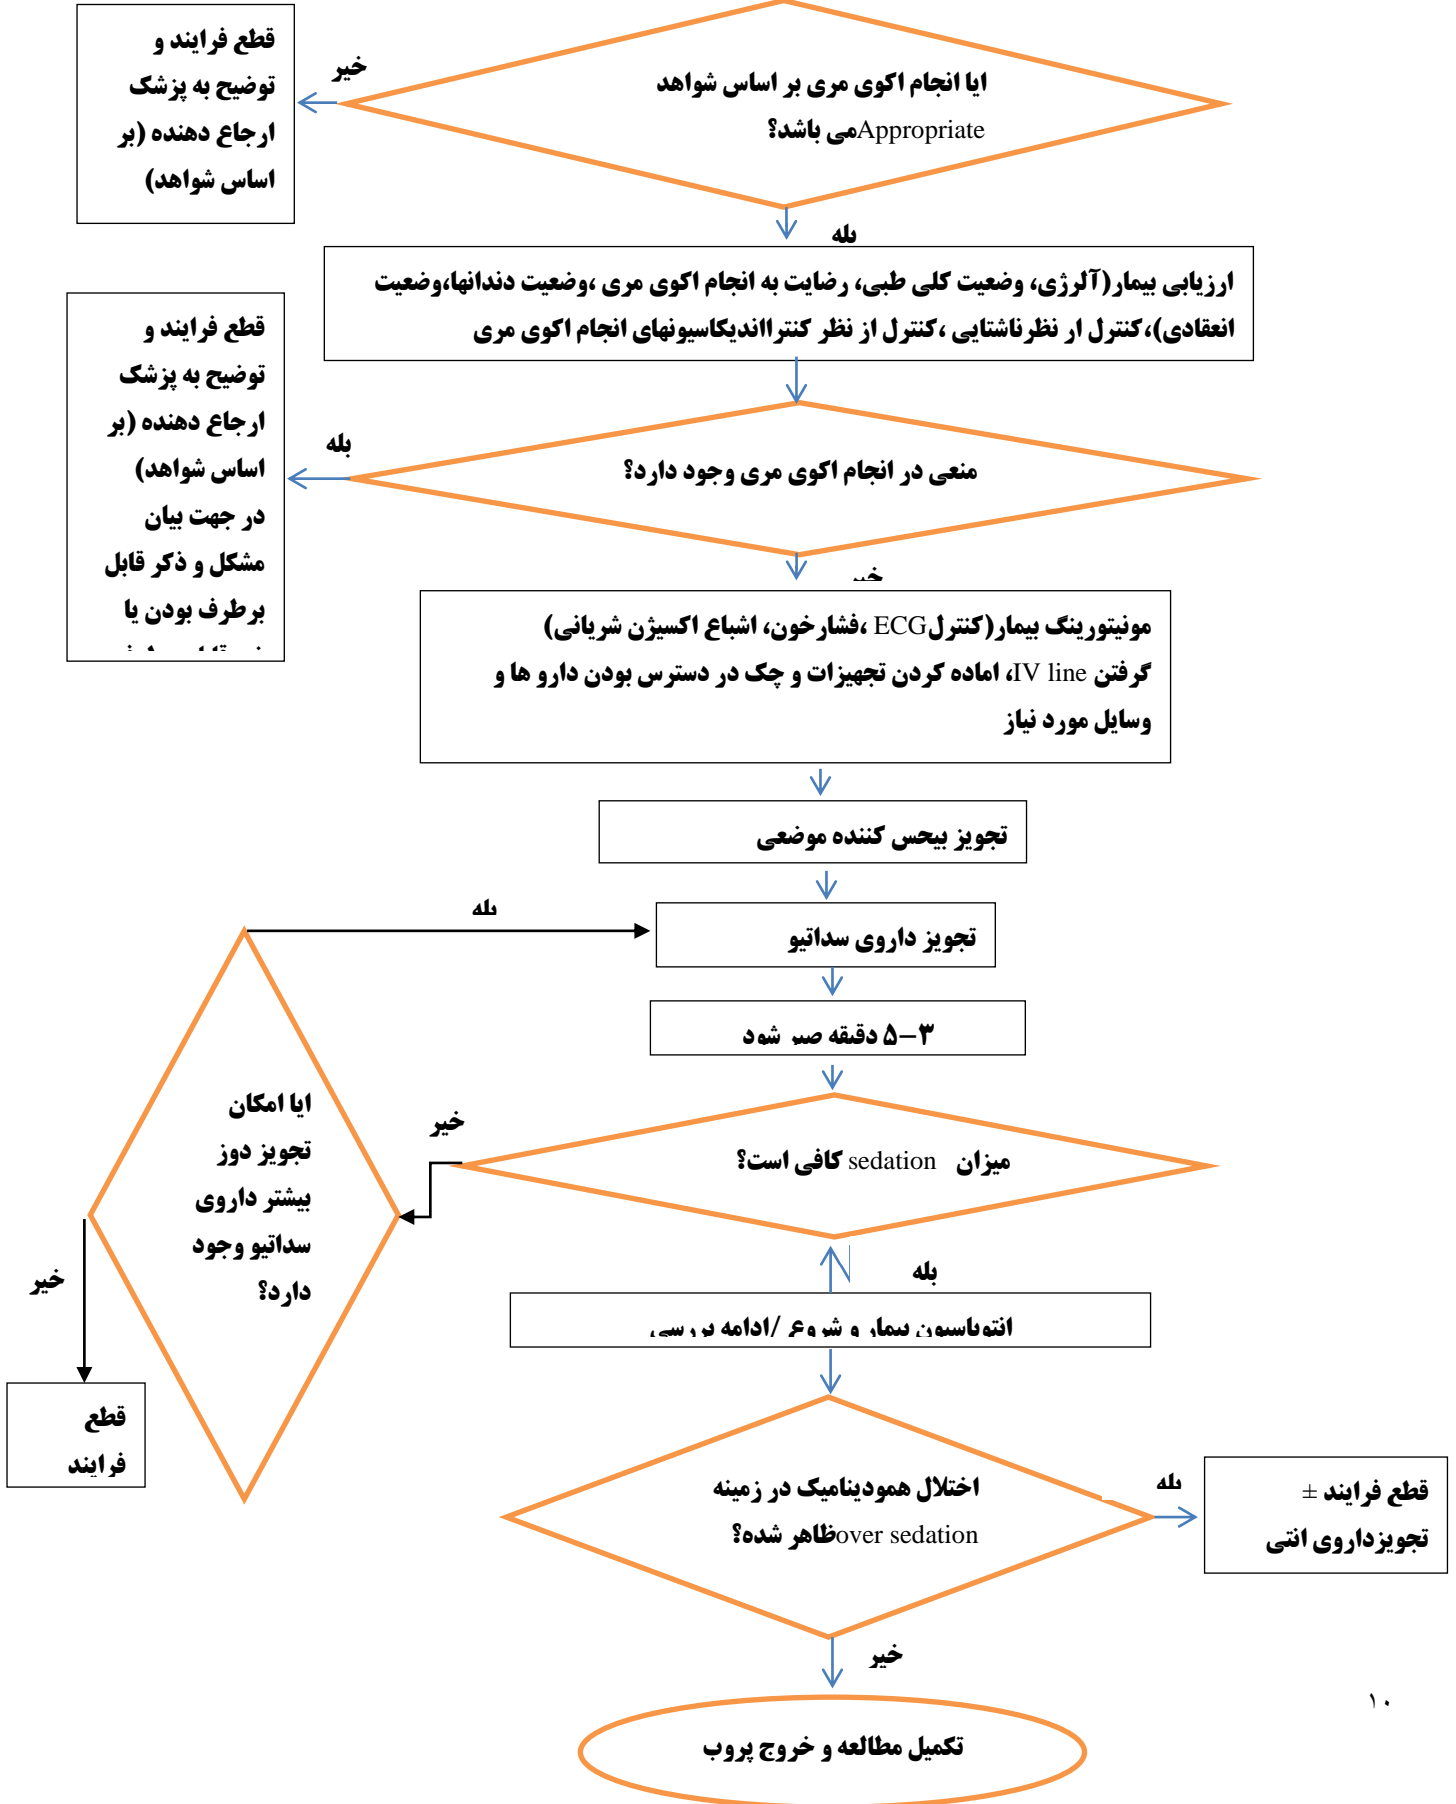 ایا انجام اکوی مری بر اساس شواهد
Appropriateمی باشد؟
خیر
قطع فرایند و
توضیح به پزشک
ارجاع دهنده (بر
اساس شواهد)
بله
ارزیابی بیمار(آلرژی، وضعیت کلی طبی، رضایت به انجام اکوی مری ،وضعیت دندانها،وضعیت
انعقادی)،کنترل ار نظرناشتایی ،کنترل از نظر کنترااندیکاسیونهای انجام اکوی مری
منعی در انجام اکوی مری وجود دارد؟
بله
قطع فرایند و
توضیح به پزشک
ارجاع دهنده (بر
اساس شواهد)
در جهت بیان
مشکل و ذکر قابل
برطرف بودن یا
خیر
مونیتورینگ بیمار(کنترلECG ،فشارخون، اشباع اکسیژن شریانی)
گرفتن IV line، اماده کردن تجهیزات و چک در دسترس بودن دارو ها و
وسایل مورد نیاز
تجویز بیحس کننده موضعی
تجویز داروی سداتیو
بله
۳-۵ دقیقه صبر شود
میزان sedation کافی است؟
خیر
ایا امکان
تجویز دوز
بیشتر داروی
سداتیو وجود
دارد؟
خیر
قطع
فرایند
بله
انتوباسیون بیمار و شروع /ادامه بررسی
اختلال همودینامیک در زمینه
over sedationظاهر شده؟
بله
قطع فرایند ±
تجویزداروی انتی
خیر
تکمیل مطالعه و خروج پروب
۱۰